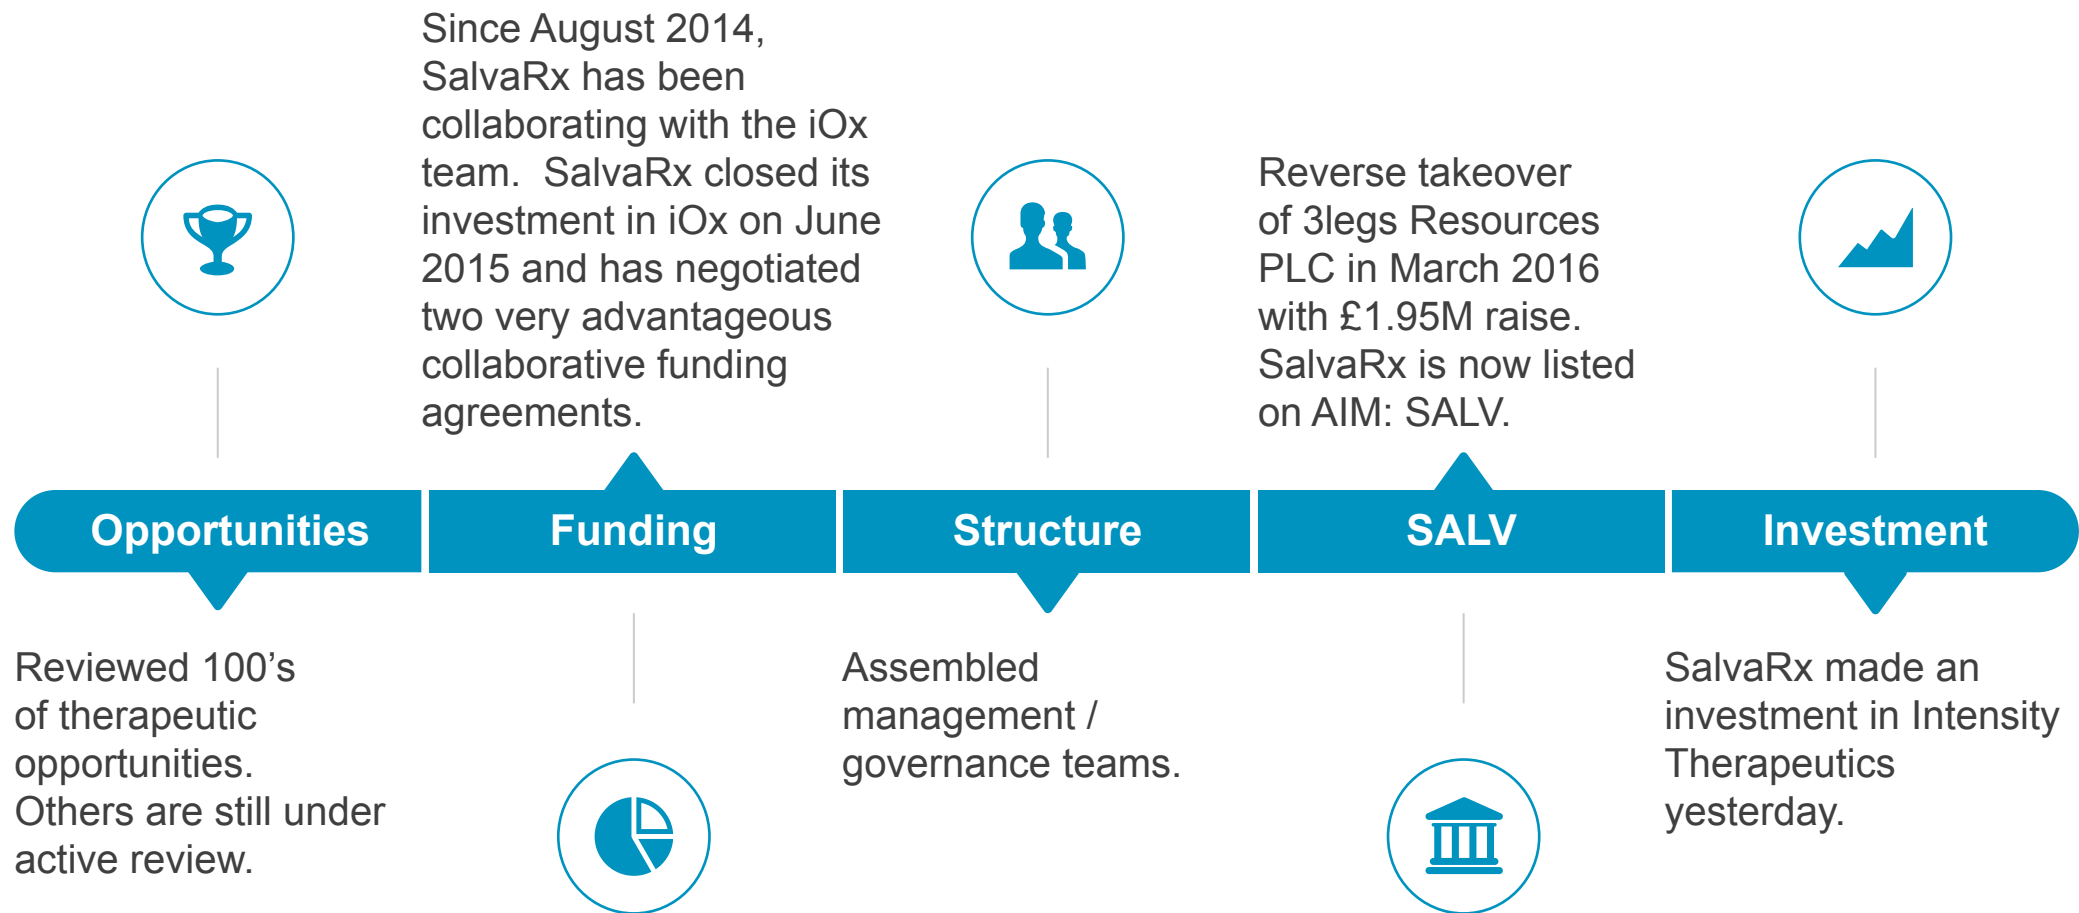 Since August 2014,
SalvaRx has been
collaborating with the iOx
team.  SalvaRx closed its
investment in iOx on June
2015 and has negotiated
two very advantageous
collaborative funding
agreements.
Reverse takeover
of 3legs Resources
PLC in March 2016
with £1.95M raise.
SalvaRx is now listed
on AIM: SALV.
Opportunities
Funding
Structure
SALV
Investment
Reviewed 100’s
of therapeutic
opportunities.
Others are still under
active review.
Assembled
management /
governance teams.
SalvaRx made an
investment in Intensity
Therapeutics
yesterday.